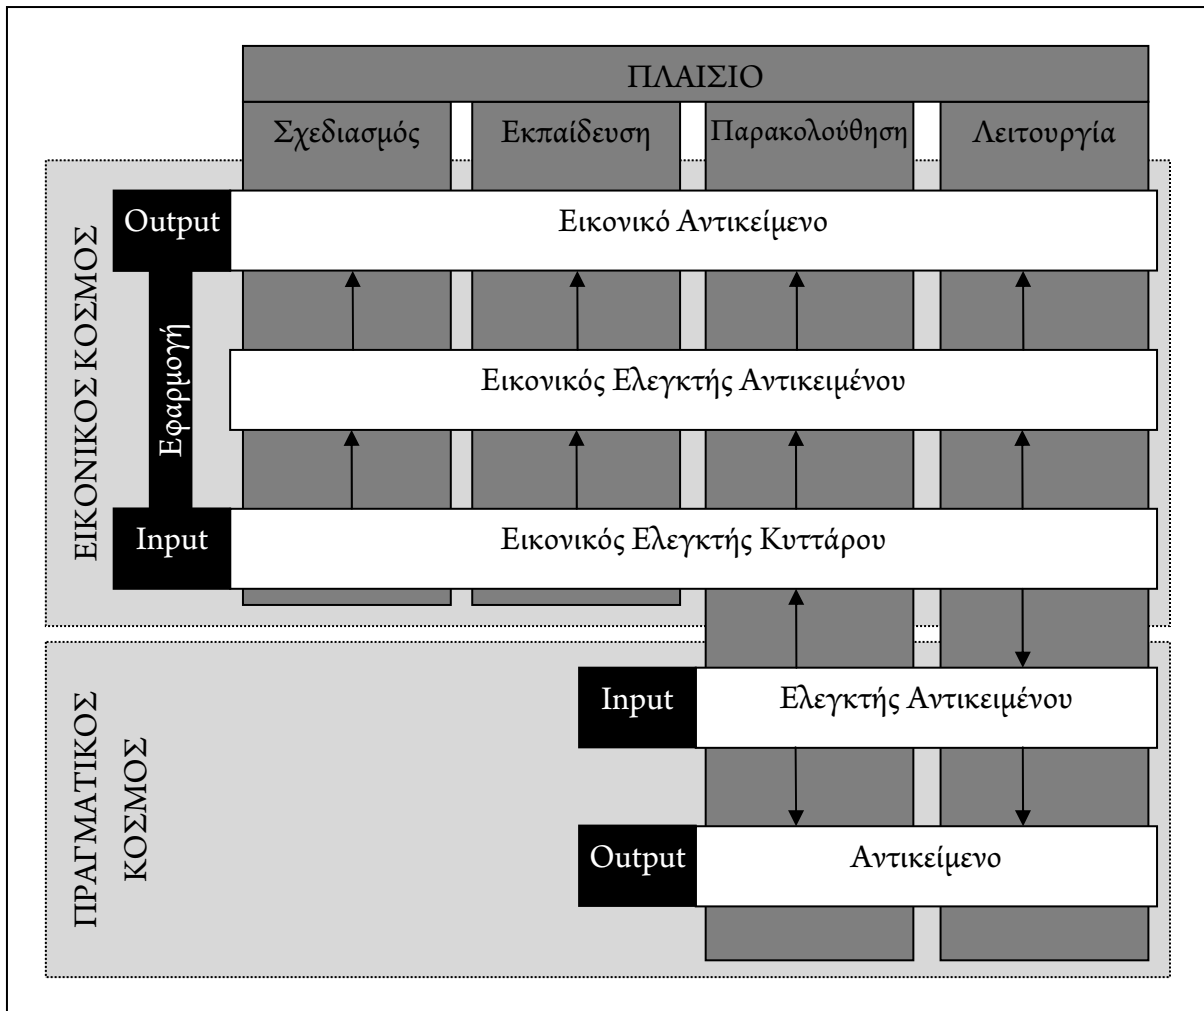 ΠΛΑΙΣΙΟ
Σχεδιασμός
Εκπαίδευση
Παρακολούθηση
Λειτουργία
ΕΙΚΟΝΙΚΟΣ ΚΟΣΜΟΣ
Output
Εικονικό Αντικείμενο
Εφαρμογή
Εικονικός Ελεγκτής Αντικειμένου
Input
Εικονικός Ελεγκτής Κυττάρου
ΠΡΑΓΜΑΤΙΚΟΣ
ΚΟΣΜΟΣ
Input
Ελεγκτής Αντικειμένου
Output
Αντικείμενο